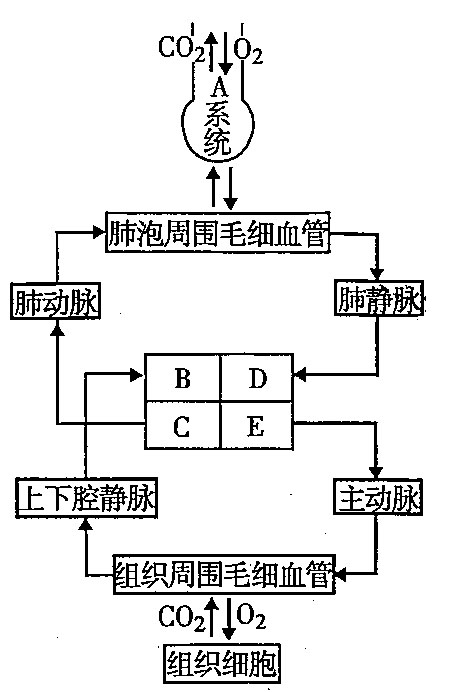 CO₂ O₂
A
系
统
肺泡周围毛细血管
肺动脉
肺静脉
B D
C E
上下腔静脉
主动脉
组织周围毛细血管
CO₂ O₂
组织细胞